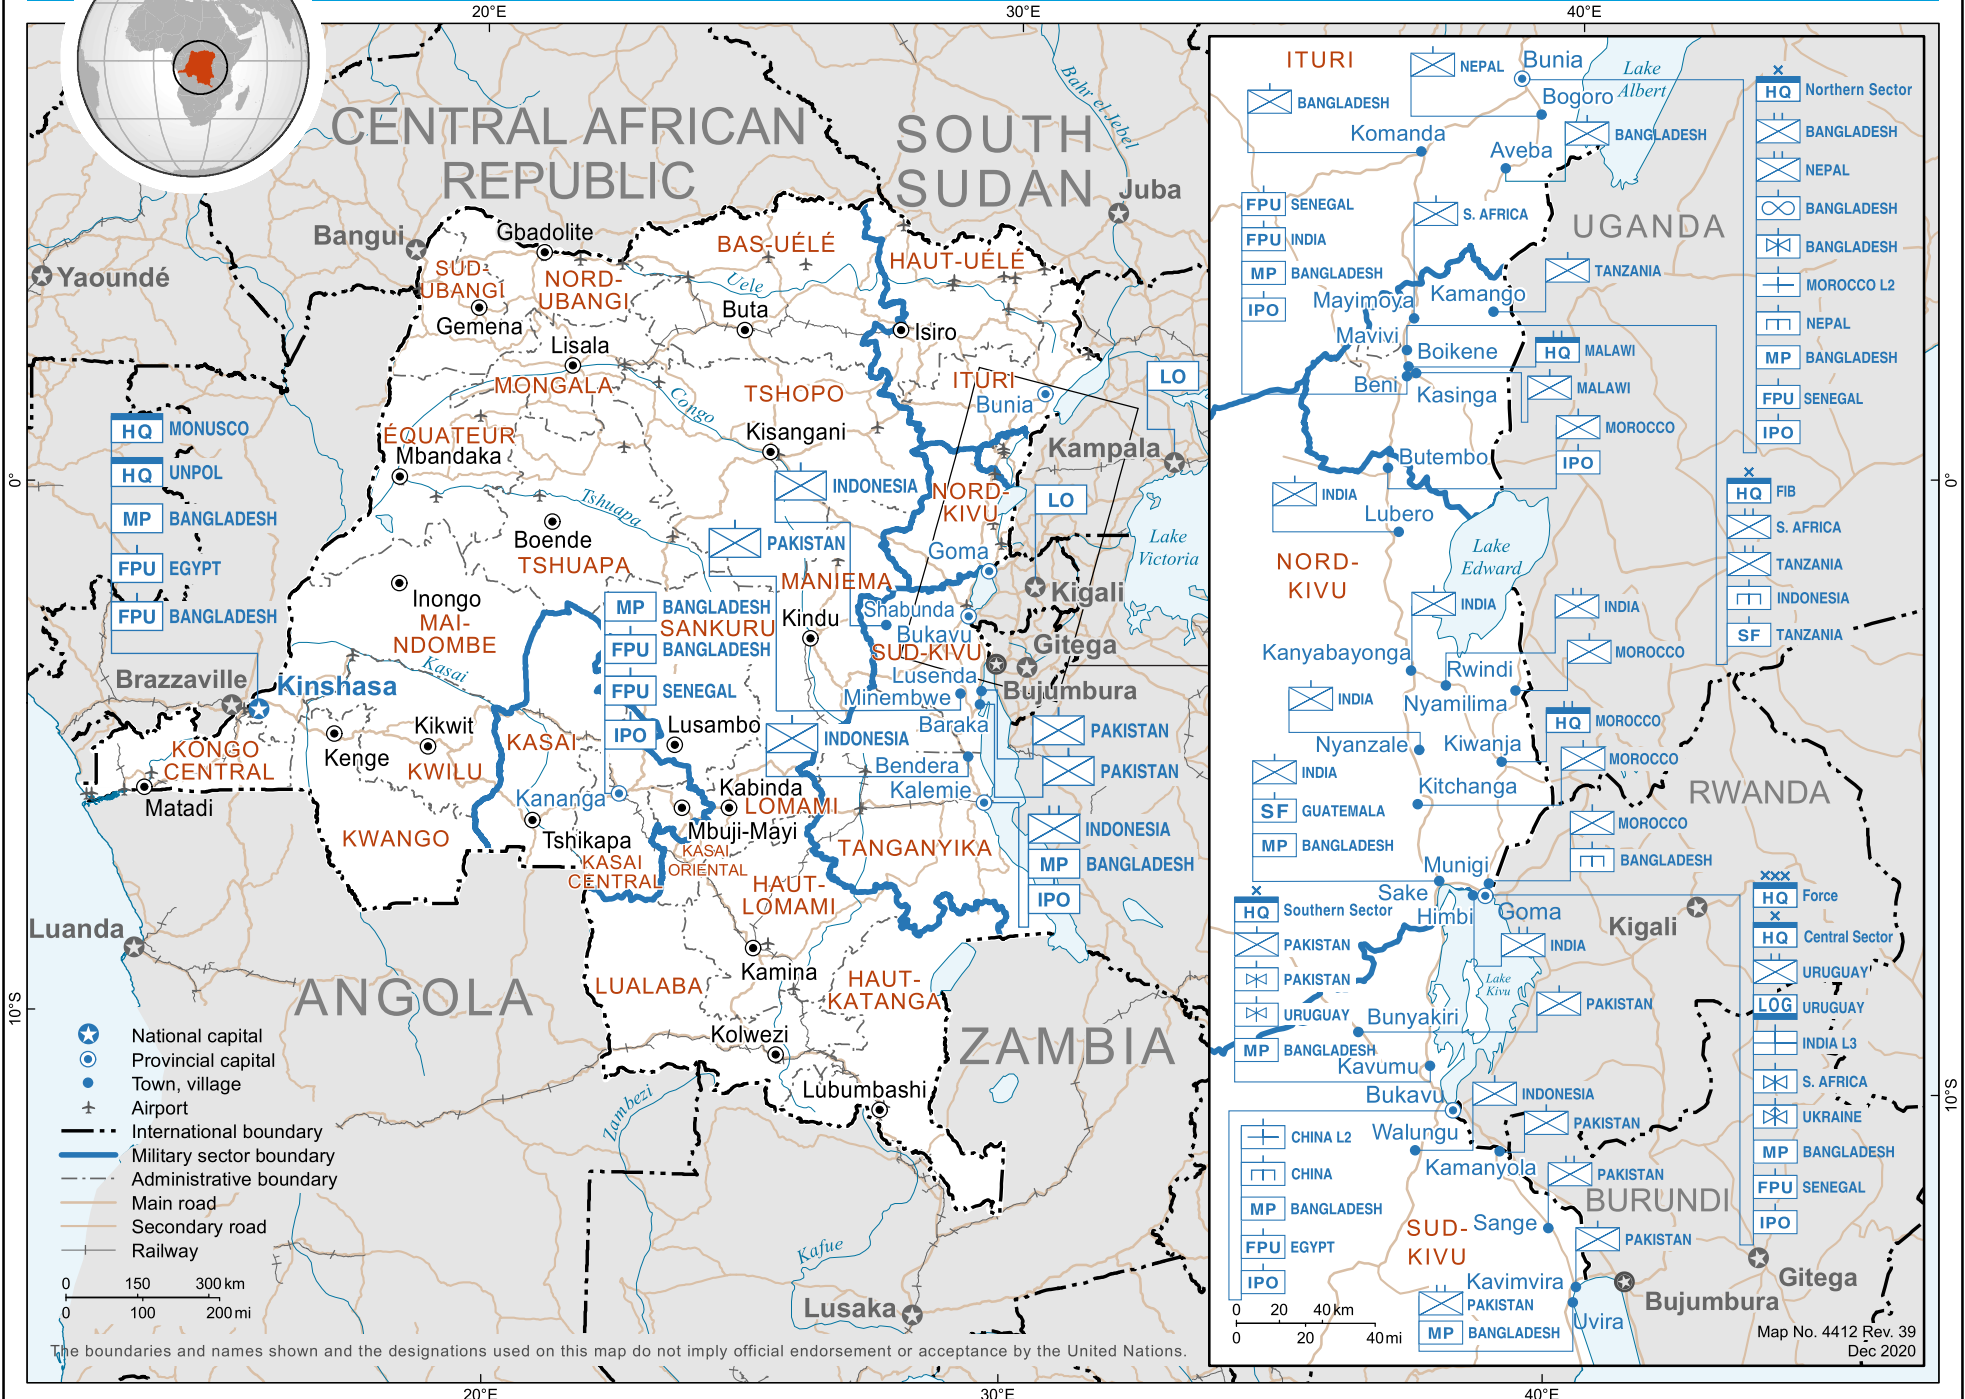 20°E
30°E
40°E
CENTRAL AFRICAN
REPUBLIC
SOUTH
SUDAN
Bahr el Jebel
Juba
Bangui
Yaoundé
Gbadolite
SUD-
UBANGI
NORD-
UBANGI
BAS-UÉLÉ
HAUT-UÉLÉ
Uele
Gemena
Buta
Isiro
Lisala
MONGALA
Congo
TSHOPO
ITURI
Bunia
LO
ÉQUATEUR
Mbandaka
Kisangani
Kampala
0°
HQ MONUSCO
HQ UNPOL
MP BANGLADESH
FPU EGYPT
FPU BANGLADESH
INDONESIA
NORD-
KIVU
LO
Tshuapa
Boende
TSHUAPA
PAKISTAN
Goma
Lake
Victoria
MANIEMA
Inongo
MAI-
NDOMBE
Kasai
MP BANGLADESH
SANKURU
FPU BANGLADESH
FPU SENEGAL
IPO
Kindu
Shabunda
Bukavu
SUD-KIVU
Kigali
Gitega
Bujumbura
Lusenda
Minembwe
Baraka
Brazzaville
Kinshasa
Kikwit
Kenge
KWILU
KONGO
CENTRAL
Matadi
KASAI
Lusambo
INDONESIA
PAKISTAN
PAKISTAN
Bendera
Kalemie
Kananga
Kabinda
LOMAMI
Mbuji-Mayi
Tshikapa
KASAI
CENTRAL
KASAI
ORIENTAL
KWANGO
TANGANYIKA
INDONESIA
MP BANGLADESH
IPO
HAUT-
LOMAMI
Luanda
ANGOLA
Kamina
LUALABA
HAUT-
KATANGA
Kolwezi
ZAMBIA
Lubumbashi
10°S
Zambezi
Kafue
Lusaka
National capital
Provincial capital
Town, village
Airport
International boundary
Military sector boundary
Administrative boundary
Main road
Secondary road
Railway
0 150 300 km
0 100 200 mi
The boundaries and names shown and the designations used on this map do not imply official endorsement or acceptance by the United Nations.
20°E
30°E
40°E
ITURI
NEPAL
Bunia
Lake
Albert
BANGLADESH
Bogoro
Komanda
BANGLADESH
Aveba
FPU SENEGAL
FPU INDIA
MP BANGLADESH
IPO
S. AFRICA
UGANDA
TANZANIA
Mayimoya
Kamango
Mavivi
Boikene
HQ MALAWI
MALAWI
Beni
Kasinga
MOROCCO
IPO
Butembo
INDIA
Lubero
NORD-
KIVU
Lake
Edward
INDIA
INDIA
Kanyabayonga
Rwindi
MOROCCO
INDIA
Nyamilima
HQ MOROCCO
Nyanzale
Kiwanja
MOROCCO
INDIA
Kitchanga
SF GUATEMALA
MP BANGLADESH
RWANDA
MOROCCO
BANGLADESH
Munigi
Sake
Himbi
Goma
Kigali
HQ Southern Sector
PAKISTAN
PAKISTAN
URUGUAY
MP BANGLADESH
INDIA
Lake
Kivu
PAKISTAN
Bunyakiri
Kavumu
Bukavu
INDONESIA
PAKISTAN
Walungu
Kamanyola
CHINA L2
CHINA
MP BANGLADESH
FPU EGYPT
IPO
PAKISTAN
BURUNDI
SUD-
KIVU
Sange
PAKISTAN
Kavimvira
PAKISTAN
MP BANGLADESH
Uvira
Gitega
Bujumbura
0 20 40 km
0 20 40 mi
HQ Northern Sector
BANGLADESH
NEPAL
BANGLADESH
BANGLADESH
MOROCCO L2
NEPAL
MP BANGLADESH
FPU SENEGAL
IPO
HQ FIB
S. AFRICA
TANZANIA
INDONESIA
SF TANZANIA
HQ Force
HQ Central Sector
URUGUAY
LOG URUGUAY
INDIA L3
S. AFRICA
UKRAINE
MP BANGLADESH
FPU SENEGAL
IPO
0°
10°S
Map No. 4412 Rev. 39
Dec 2020